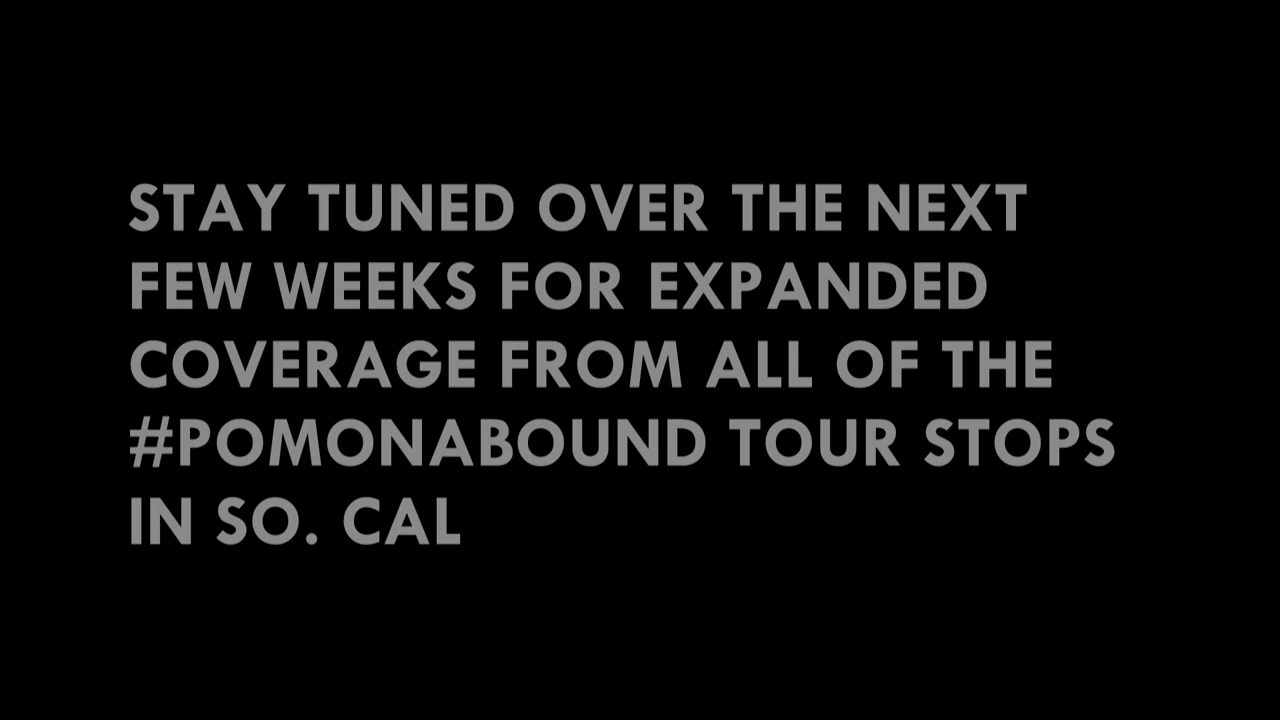 STAY TUNED OVER THE NEXT
FEW WEEKS FOR EXPANDED
COVERAGE FROM ALL OF THE
#POMONABOUND TOUR STOPS
IN SO. CAL